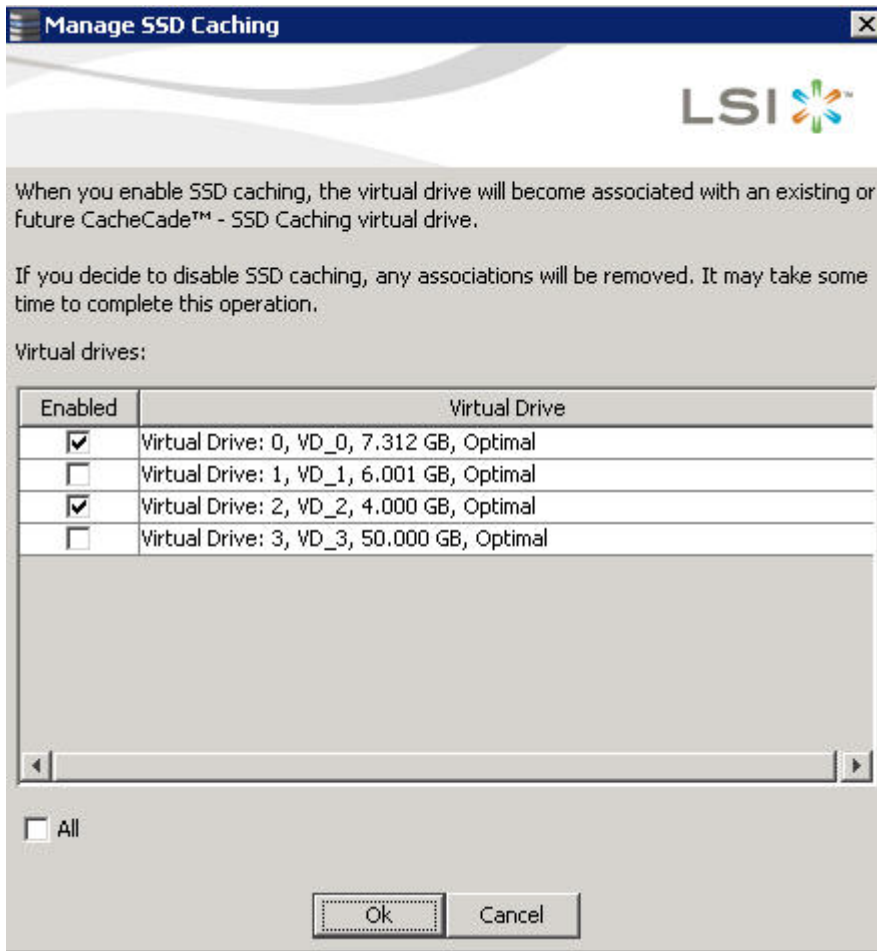 Manage SSD Caching
LSI™
When you enable SSD caching, the virtual drive will become associated with an existing or
future CacheCade™ - SSD Caching virtual drive.
If you decide to disable SSD caching, any associations will be removed. It may take some
time to complete this operation.
Virtual drives:
Enabled Virtual Drive
Virtual Drive: 0, VD_0, 7.312 GB, Optimal
Virtual Drive: 1, VD_1, 6.001 GB, Optimal
Virtual Drive: 2, VD_2, 4.000 GB, Optimal
Virtual Drive: 3, VD_3, 50.000 GB, Optimal
All
Ok Cancel